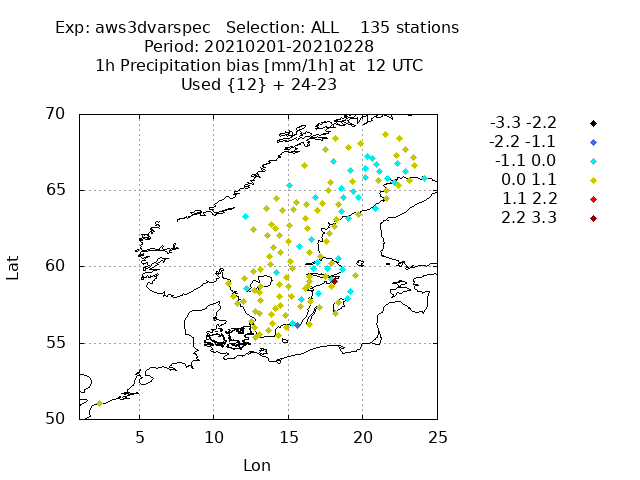 Exp: aws3dvarspec   Selection: ALL    135 stations
Period: 20210201-20210228
1h Precipitation bias [mm/1h] at  12 UTC
Used {12} + 24-23
70
65
60
55
50
5
10
15
20
25
Lat
Lon
-3.3 -2.2
-2.2 -1.1
-1.1 0.0
0.0 1.1
1.1 2.2
2.2 3.3